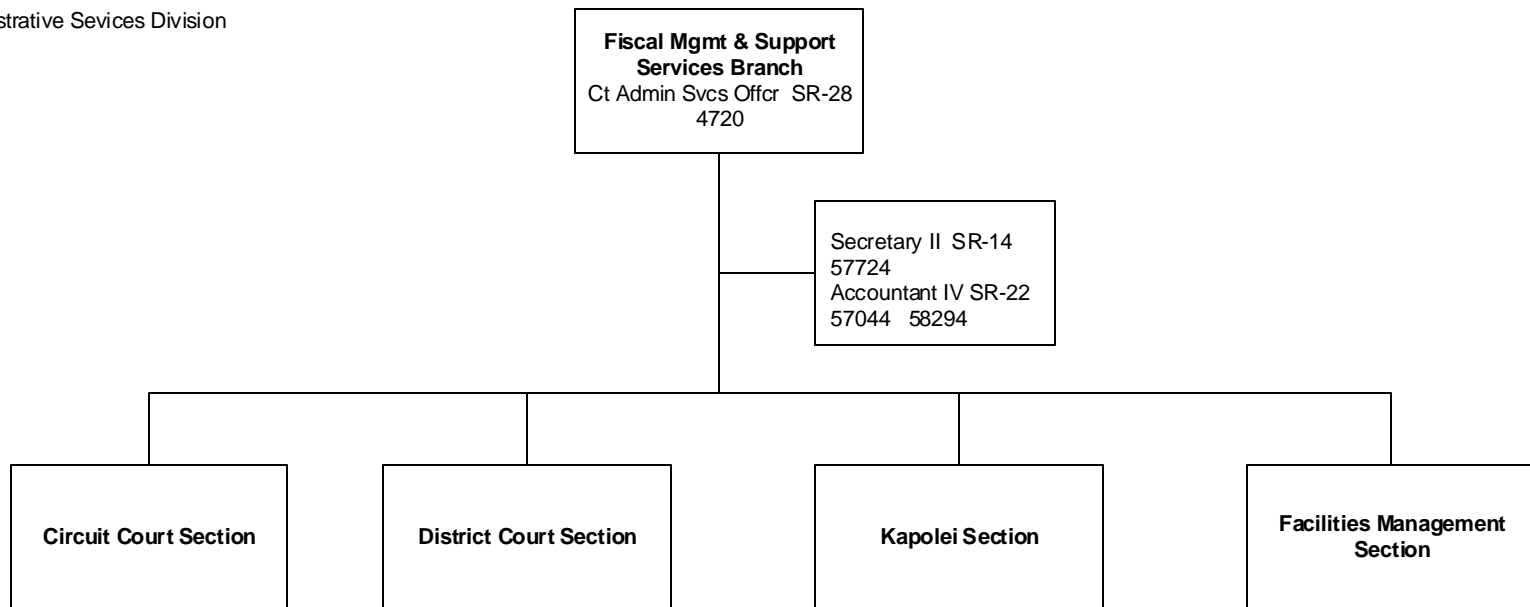 strative Sevices Division
Fiscal Mgmt & Support
Services Branch
Ct Admin Svcs Offcr SR-28
4720
Secretary II SR-14
57724
Accountant IV SR-22
57044 58294
Circuit Court Section
District Court Section
Kapolei Section
Facilities Management
Section